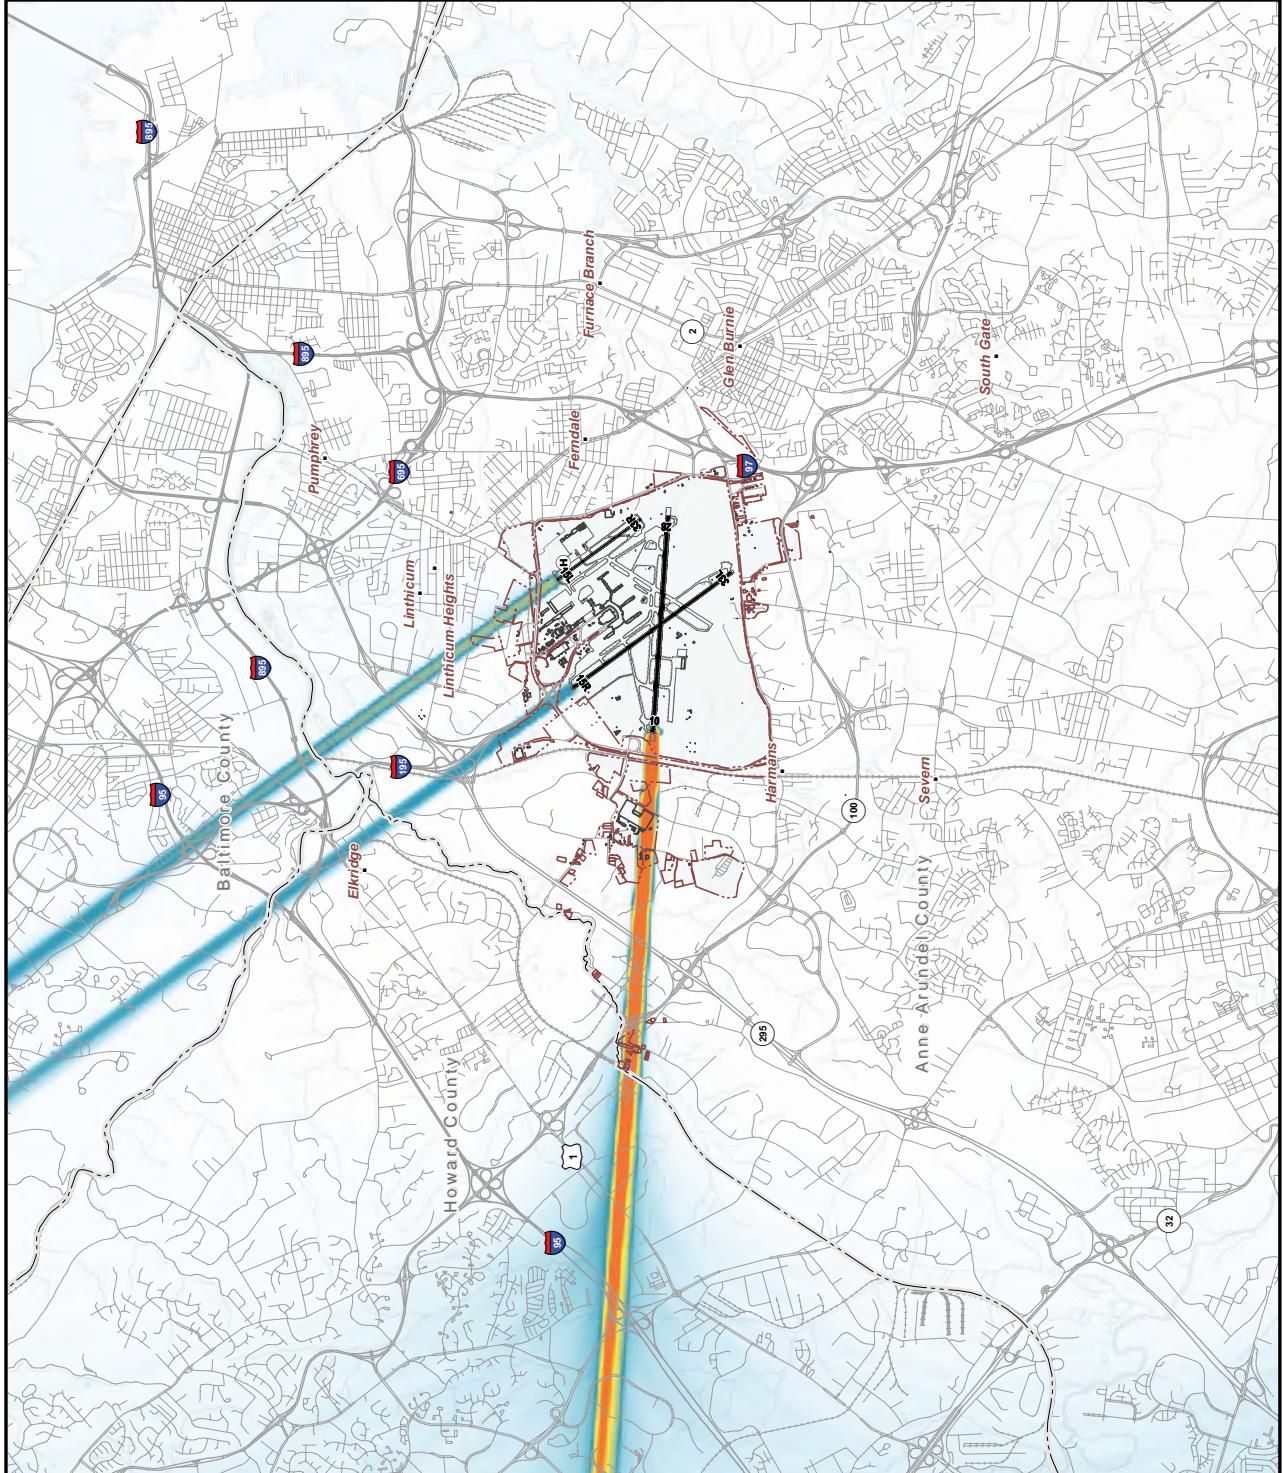 895
895
Furnace Branch
2
Glen Burnie
South Gate
Pumphrey
695
Ferndale
97
Linthicum
Linthicum Heights
33R
28
H
15L
33L
15R
10
895
195
95
Baltimore County
Elkridge
Harmans
Severn
100
Anne Arundel County
295
Howard County
1
95
32